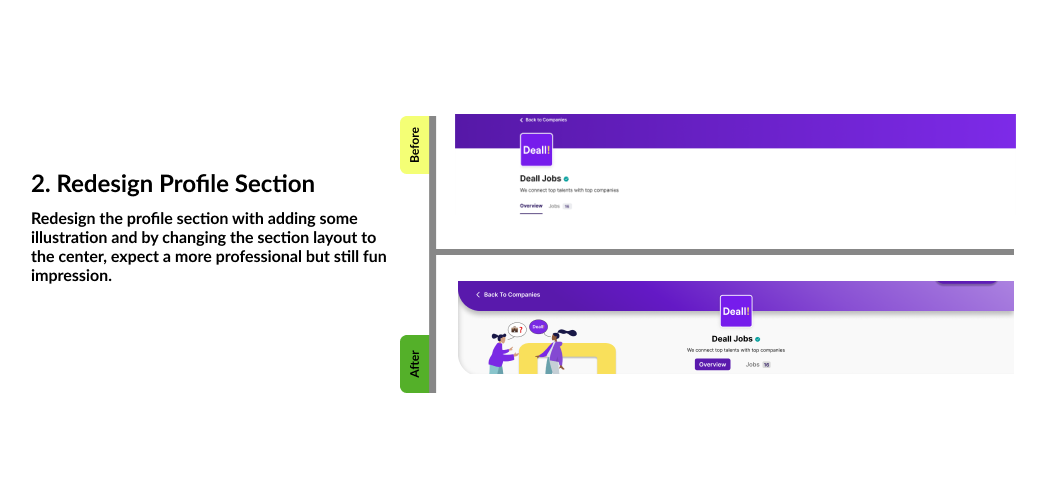 2. Redesign Profile Section
Redesign the profile section with adding some
illustration and by changing the section layout to
the center, expect a more professional but still fun
impression.
Before
Back to Companies
Deall!
Deall Jobs
We connect top talents with top companies
Overview Jobs 16
After
Back To Companies
Deall!
?
Deall!
Deall Jobs
We connect top talents with top companies
Overview Jobs 16